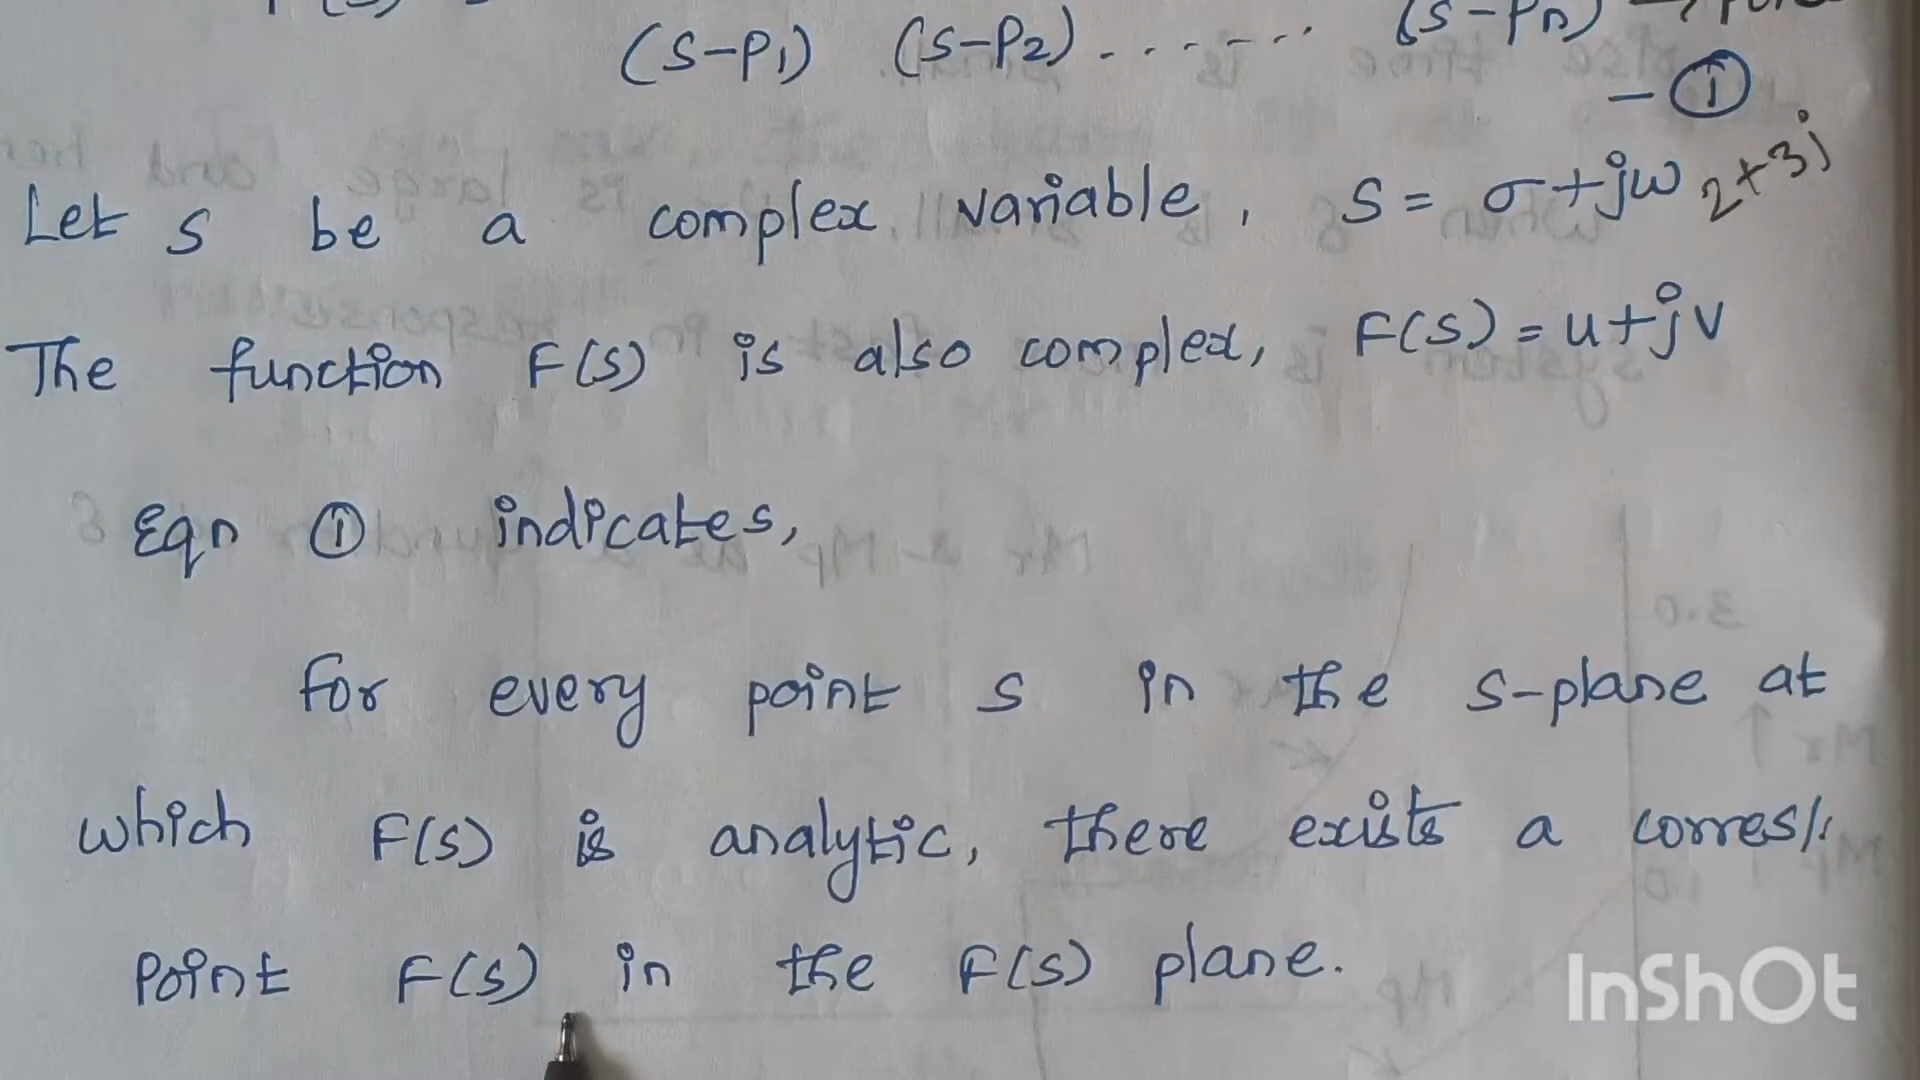 (S-P1) (S-P2) ....... (S-Pn)
- ①
Let s be a complex variable, S = σ+jω 2+3j
The function F(s) is also complex, F(S) = u+jv
Eqn ① indicates,
for every point s in the s-plane at
which F(s) is analytic, there exists a corres/.
Point F(s) in the F(s) plane.
InShOt